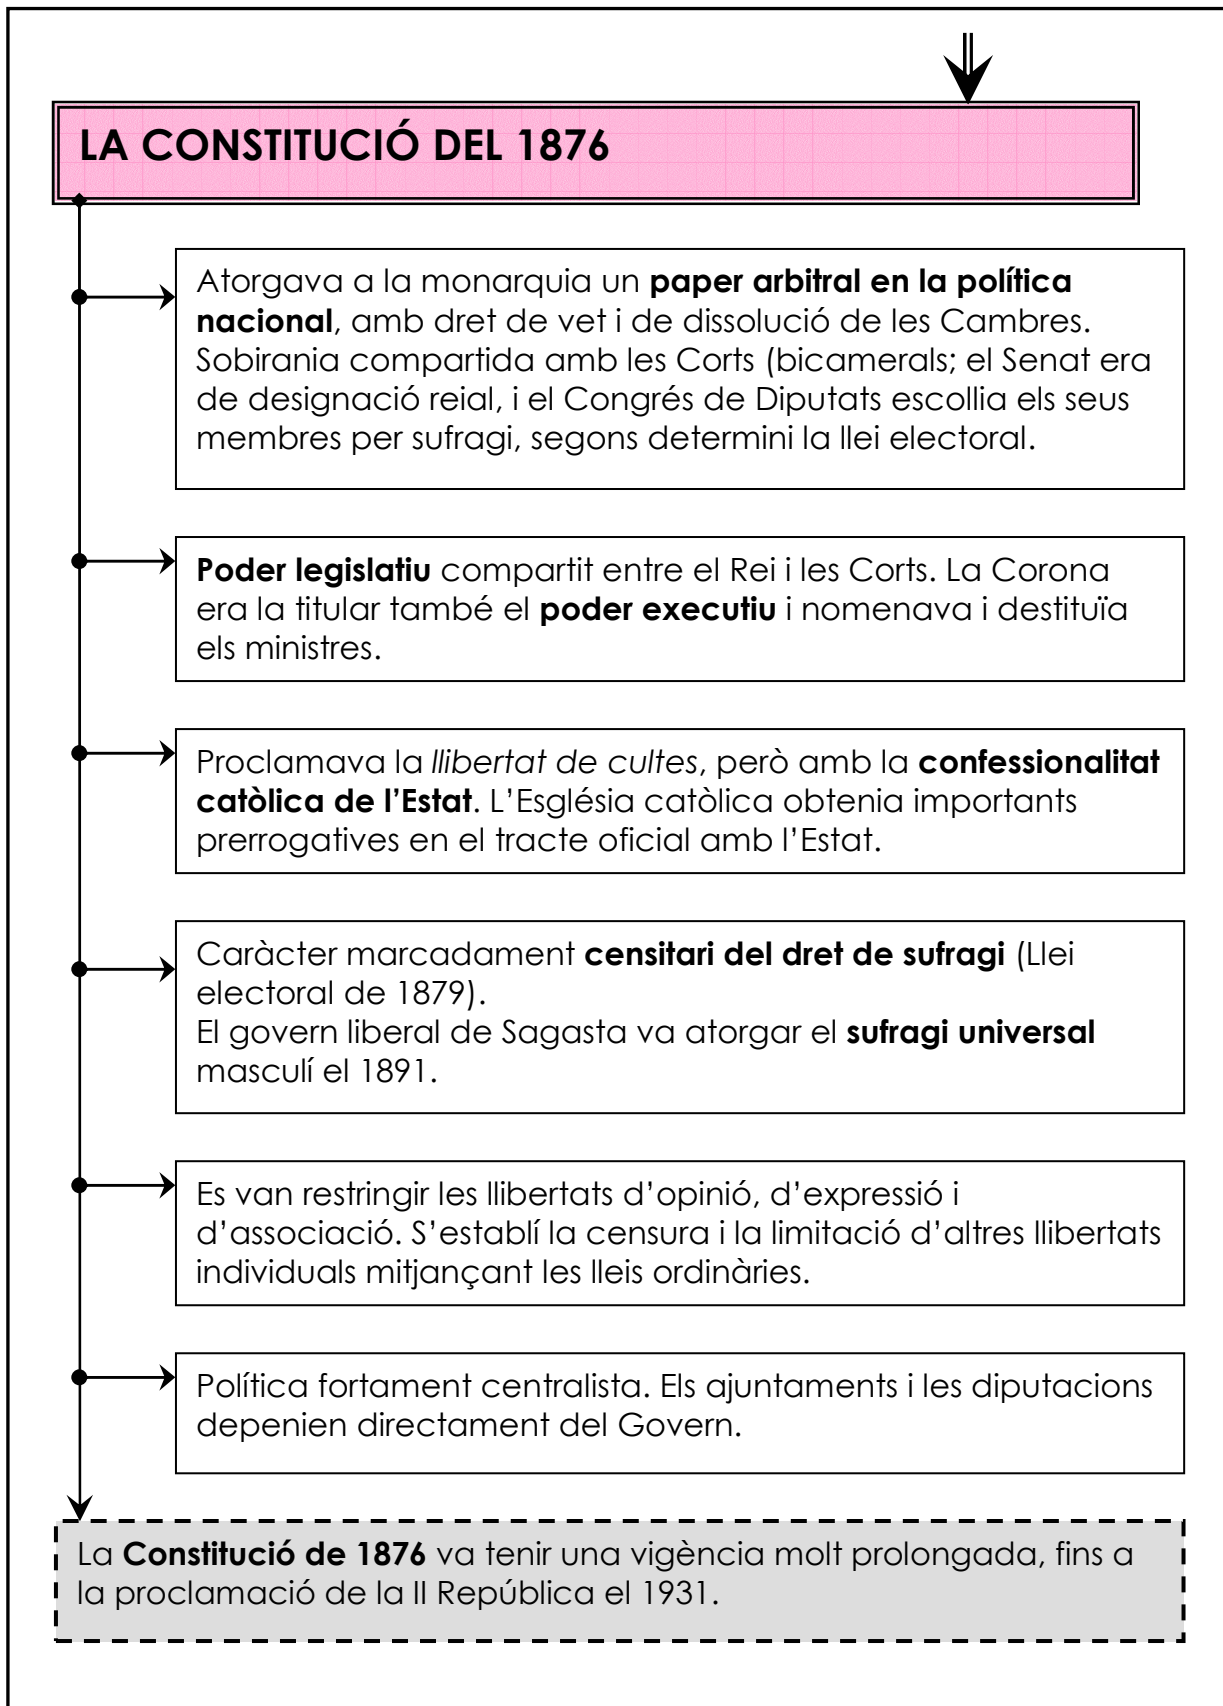 LA CONSTITUCIÓ DEL 1876
Atorgava a la monarquia un paper arbitral en la política
nacional, amb dret de vet i de dissolució de les Cambres.
Sobirania compartida amb les Corts (bicamerals; el Senat era
de designació reial, i el Congrés de Diputats escollia els seus
membres per sufragi, segons determini la llei electoral.
Poder legislatiu compartit entre el Rei i les Corts. La Corona
era la titular també el poder executiu i nomenava i destituïa
els ministres.
Proclamava la llibertat de cultes, però amb la confessionalitat
catòlica de l’Estat. L’Església catòlica obtenia importants
prerrogatives en el tracte oficial amb l’Estat.
Caràcter marcadament censitari del dret de sufragi (Llei
electoral de 1879).
El govern liberal de Sagasta va atorgar el sufragi universal
masculí el 1891.
Es van restringir les llibertats d’opinió, d’expressió i
d’associació. S’establí la censura i la limitació d’altres llibertats
individuals mitjançant les lleis ordinàries.
Política fortament centralista. Els ajuntaments i les diputacions
depenien directament del Govern.
La Constitució de 1876 va tenir una vigència molt prolongada, fins a
la proclamació de la II República el 1931.